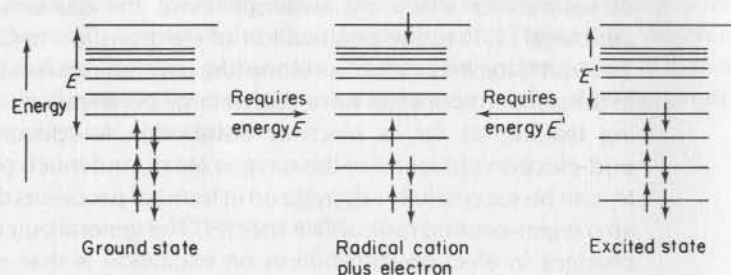 E
Energy
Requires
energy E
Requires
energy E'
E'
Ground state
Radical cation
plus electron
Excited state